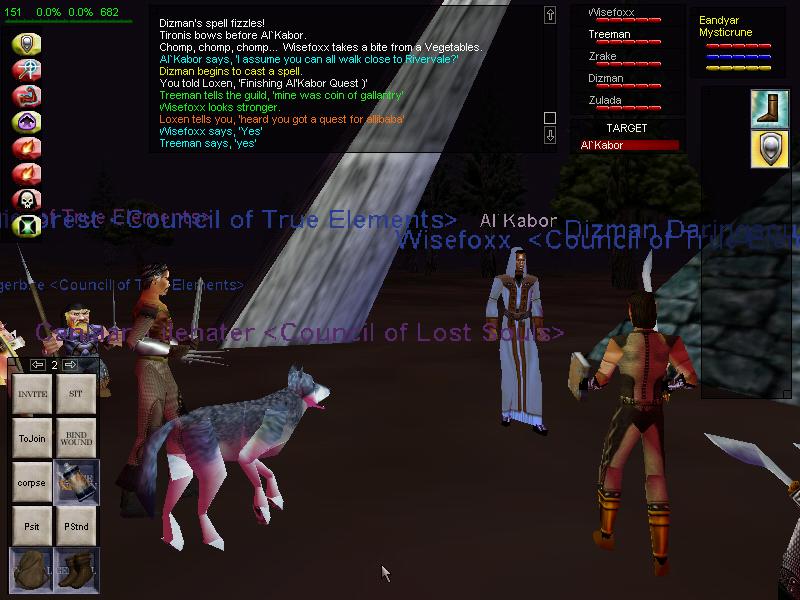 151 0.0% 0.0% 682
Dizman's spell fizzles!
Tironis bows before Al`Kabor.
Chomp, chomp, chomp... Wisefoxx takes a bite from a Vegetables.
Al`Kabor says, 'I assume you can all walk close to Rivervale?'
Dizman begins to cast a spell.
You told Loxen, 'Finishing Al'Kabor Quest )'
Treeman tells the guild, 'mine was coin of gallantry'
Wisefoxx looks stronger.
Loxen tells you, 'heard you got a quest for allibaba'
Wisefoxx says, 'Yes'
Treeman says, 'yes'
Wisefoxx
Treeman
Zrake
Dizman
Zulada
TARGET
Al`Kabor
Eandyar
Mysticrune
of True Elements>
<Council of True Elements>
Al`Kabor
Dizman
Wisefoxx <Council of True
<Council of Elements>
<Council of Lost Souls>
2
INVITE SIT
ToJoin BIND WOUND
corpse
Psit PStnd